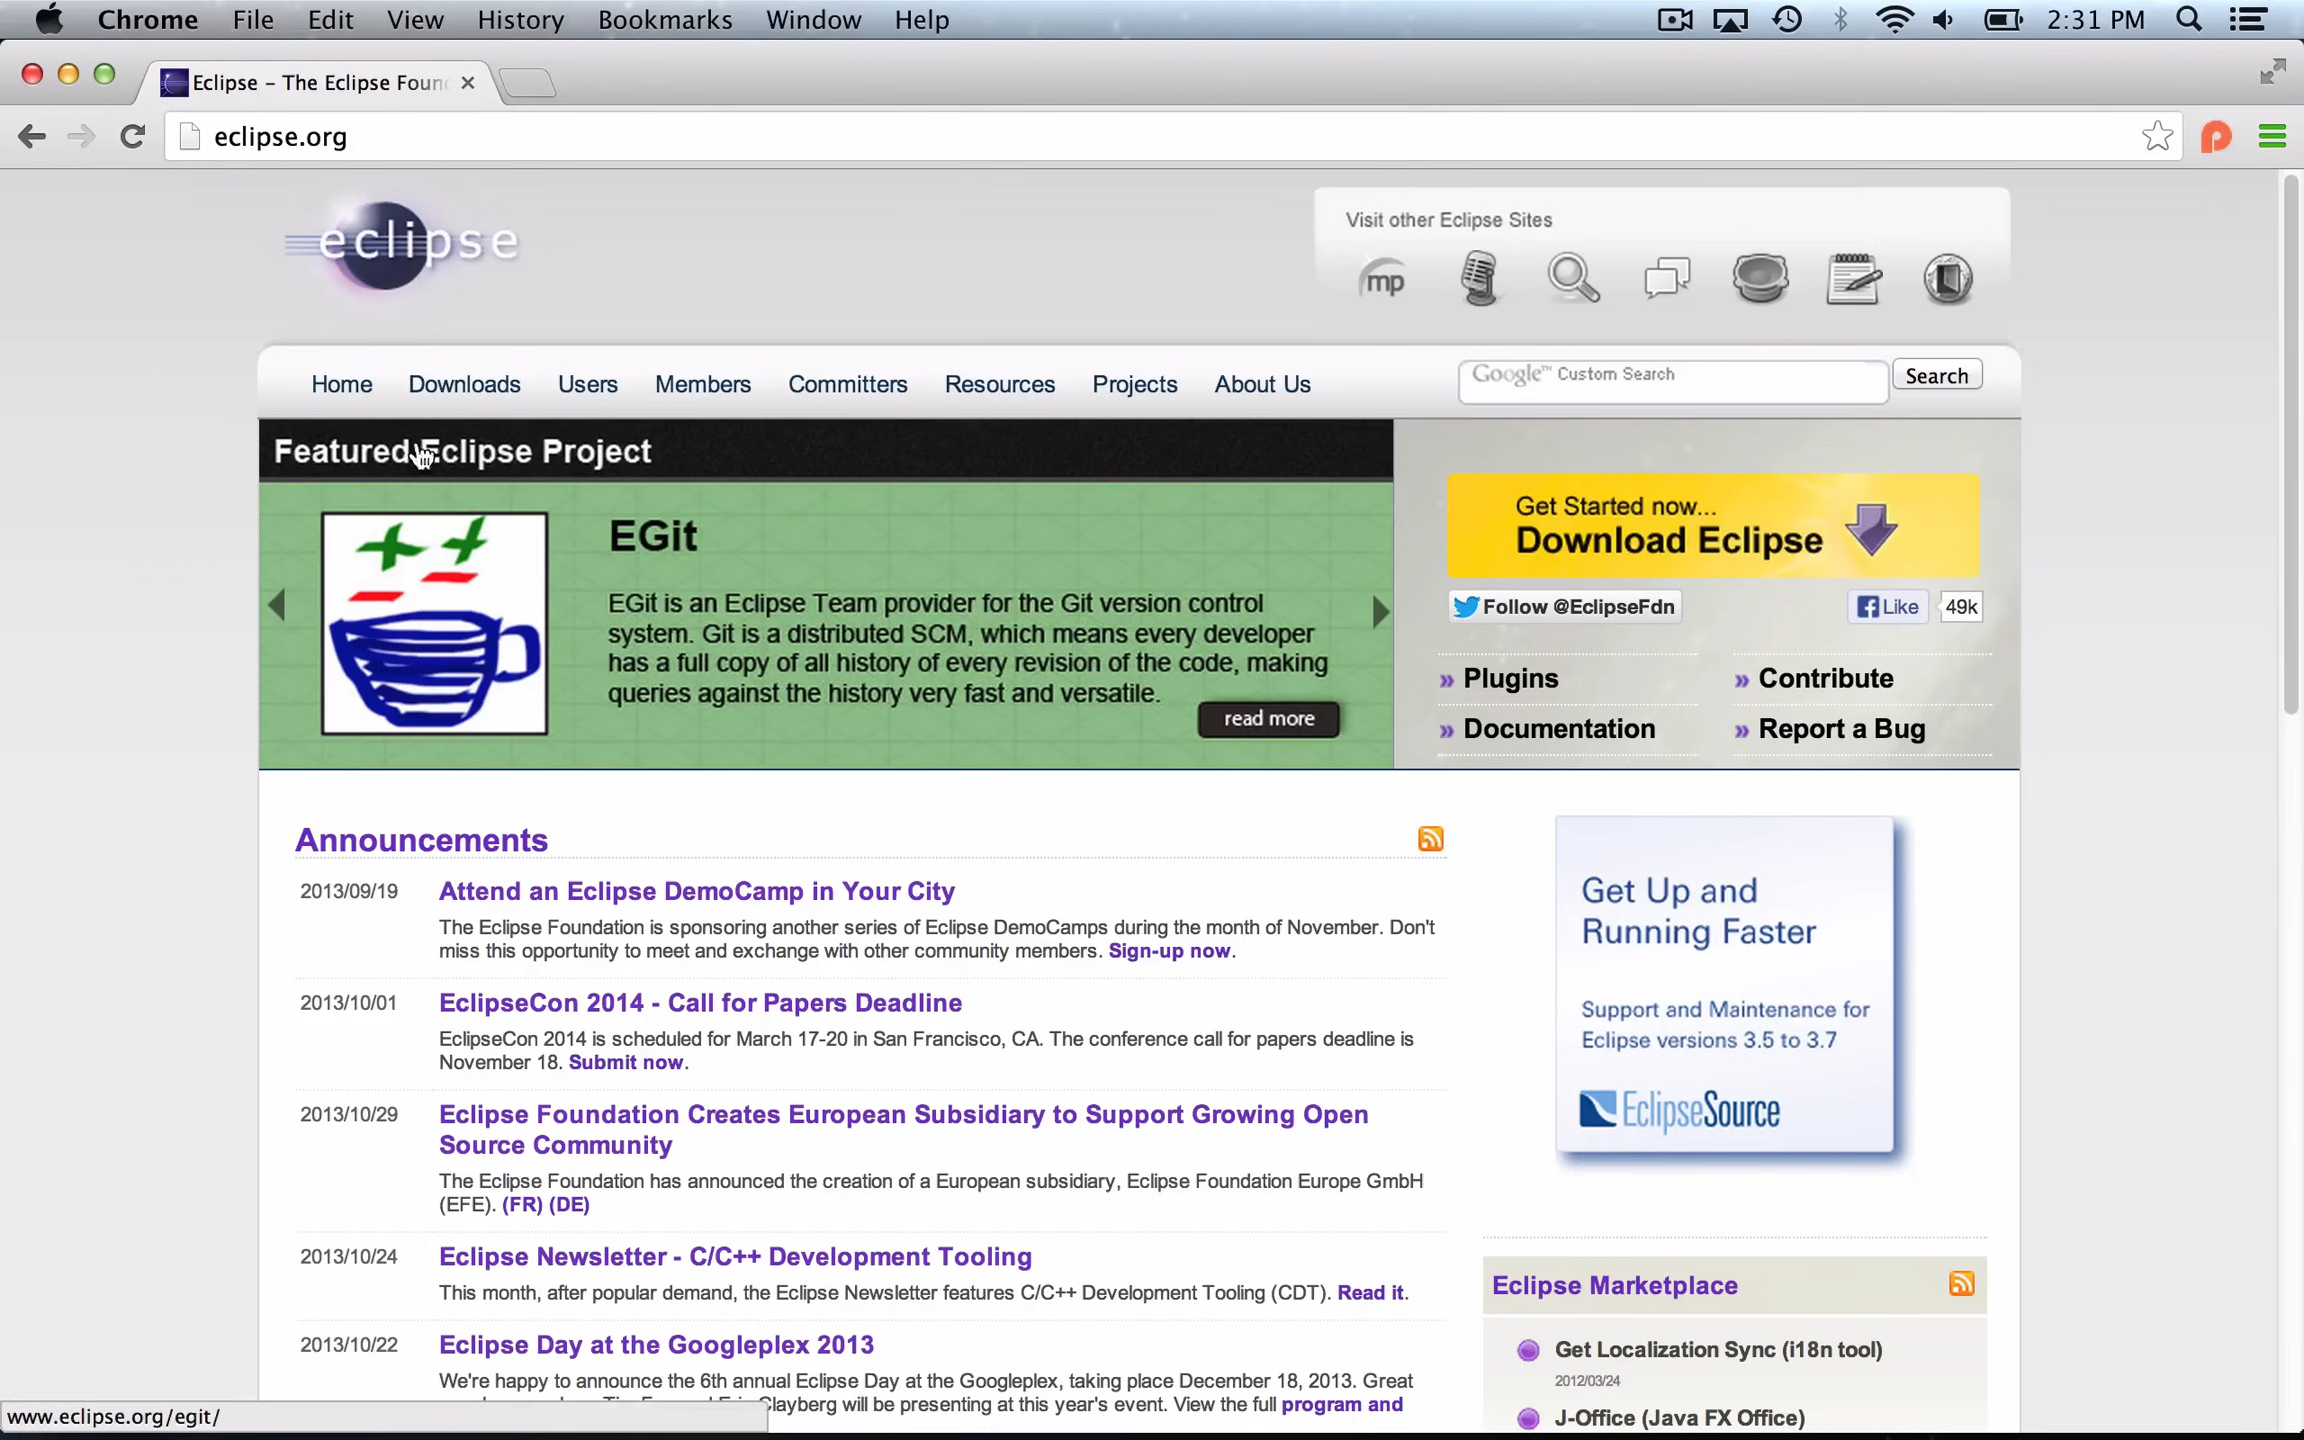 Chrome File Edit View History Bookmarks Window Help 2:31 PM
Eclipse – The Eclipse Foun
eclipse.org
eclipse
Visit other Eclipse Sites
mp
Home Downloads Users Members Committers Resources Projects About Us
Google™ Custom Search Search
Featured Eclipse Project
EGit
EGit is an Eclipse Team provider for the Git version control
system. Git is a distributed SCM, which means every developer
has a full copy of all history of every revision of the code, making
queries against the history very fast and versatile.
read more
Get Started now...
Download Eclipse
Follow @EclipseFdn Like 49k
» Plugins » Contribute
» Documentation » Report a Bug
Announcements
2013/09/19 Attend an Eclipse DemoCamp in Your City
The Eclipse Foundation is sponsoring another series of Eclipse DemoCamps during the month of November. Don't
miss this opportunity to meet and exchange with other community members. Sign-up now.
2013/10/01 EclipseCon 2014 - Call for Papers Deadline
EclipseCon 2014 is scheduled for March 17-20 in San Francisco, CA. The conference call for papers deadline is
November 18. Submit now.
2013/10/29 Eclipse Foundation Creates European Subsidiary to Support Growing Open
Source Community
The Eclipse Foundation has announced the creation of a European subsidiary, Eclipse Foundation Europe GmbH
(EFE). (FR) (DE)
2013/10/24 Eclipse Newsletter - C/C++ Development Tooling
This month, after popular demand, the Eclipse Newsletter features C/C++ Development Tooling (CDT). Read it.
2013/10/22 Eclipse Day at the Googleplex 2013
We're happy to announce the 6th annual Eclipse Day at the Googleplex, taking place December 18, 2013. Great
Clayberg will be presenting at this year's event. View the full program and
Get Up and
Running Faster
Support and Maintenance for
Eclipse versions 3.5 to 3.7
EclipseSource
Eclipse Marketplace
Get Localization Sync (i18n tool)
2012/03/24
J-Office (Java FX Office)
www.eclipse.org/egit/